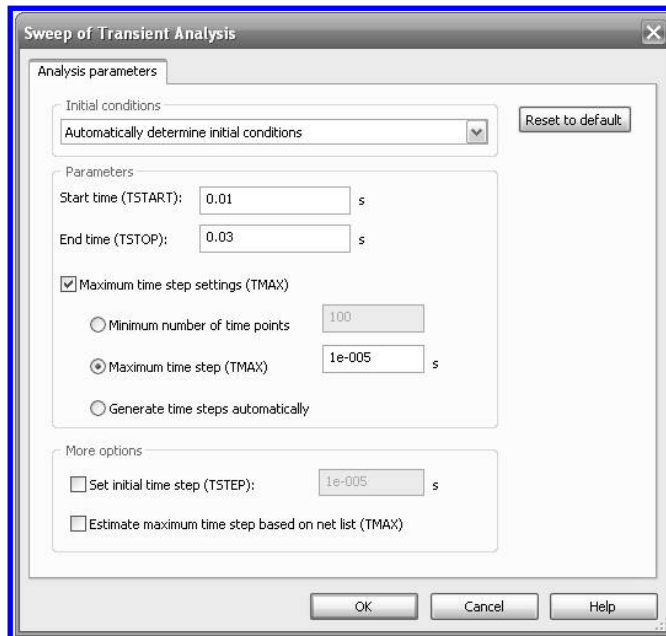 Sweep of Transient Analysis
Analysis parameters
Initial conditions
Automatically determine initial conditions
Reset to default
Parameters
Start time (TSTART): 0.01 s
End time (TSTOP): 0.03 s
Maximum time step settings (TMAX)
Minimum number of time points 100
Maximum time step (TMAX) 1e-005 s
Generate time steps automatically
More options
Set initial time step (TSTEP): 1e-005 s
Estimate maximum time step based on net list (TMAX)
OK Cancel Help